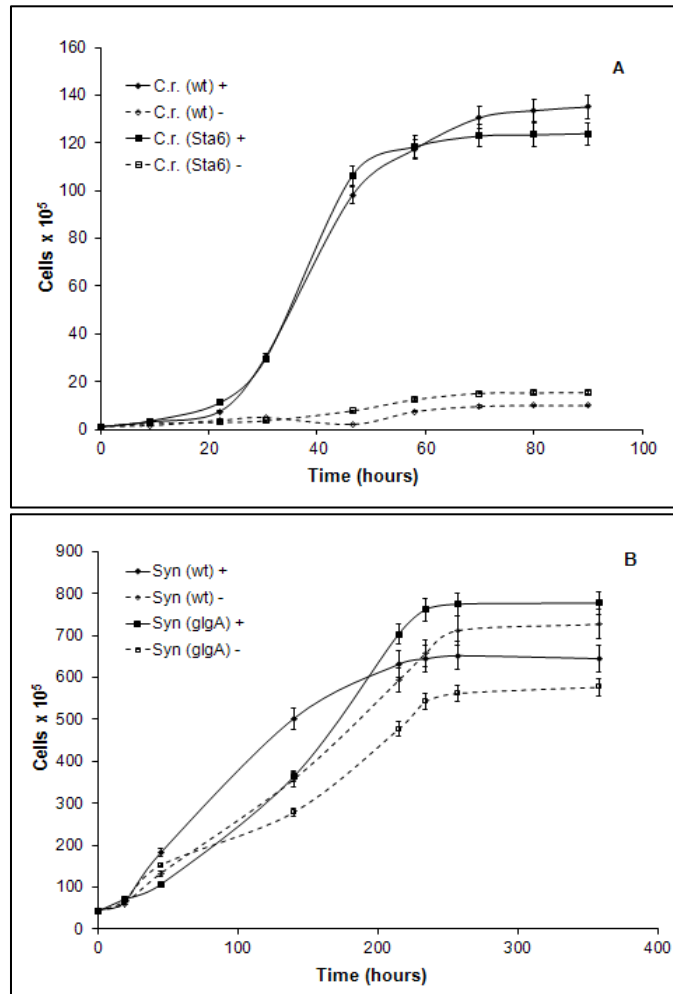 A
160
140
120
100
80
60
40
20
0
Cells x 10⁵
C.r. (wt) +
C.r. (wt) -
C.r. (Sta6) +
C.r. (Sta6) -
0 20 40 60 80 100
Time (hours)
B
900
800
700
600
500
400
300
200
100
0
Cells x 10⁵
Syn (wt) +
Syn (wt) -
Syn (glgA) +
Syn (glgA) -
0 100 200 300 400
Time (hours)